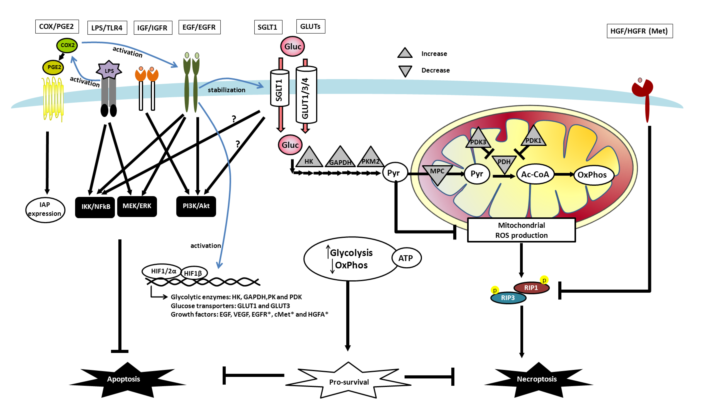 COX/PGE2
LPS/TLR4
IGF/IGFR
EGF/EGFR
SGLT1
GLUTs
HGF/HGFR (Met)
COX2
activation
PGE2
activation
LPS
stabilization
Gluc
SGLT1
GLUT1/3/4
Increase
Decrease
?
?
Gluc
HK
GAPDH
PKM2
Pyr
MPC
PDK3
PDK1
PDH
Pyr
Ac-CoA
OxPhos
IAP
expression
IKK/NFkB
MEK/ERK
PI3K/Akt
Mitochondrial
ROS production
activation
↑Glycolysis
↓OxPhos
ATP
HIF1/2α
HIF1β
Glycolytic enzymes: HK, GAPDH,PK and PDK
Glucose transporters: GLUT1 and GLUT3
Growth factors: EGF, VEGF, EGFR*, cMet* and HGFA*
p
RIP1
p
RIP3
Apoptosis
Pro-survival
Necroptosis